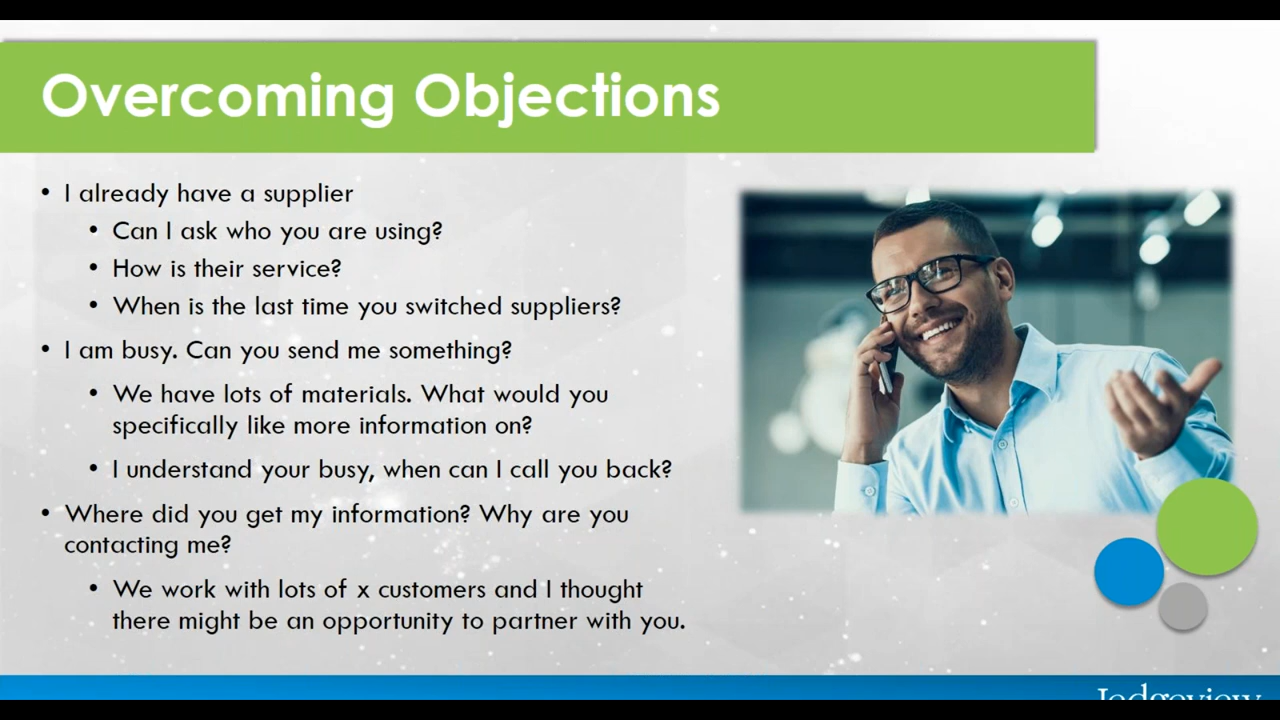 Overcoming Objections
• I already have a supplier
• Can I ask who you are using?
• How is their service?
• When is the last time you switched suppliers?
• I am busy. Can you send me something?
• We have lots of materials. What would you
specifically like more information on?
• I understand your busy, when can I call you back?
• Where did you get my information? Why are you
contacting me?
• We work with lots of x customers and I thought
there might be an opportunity to partner with you.